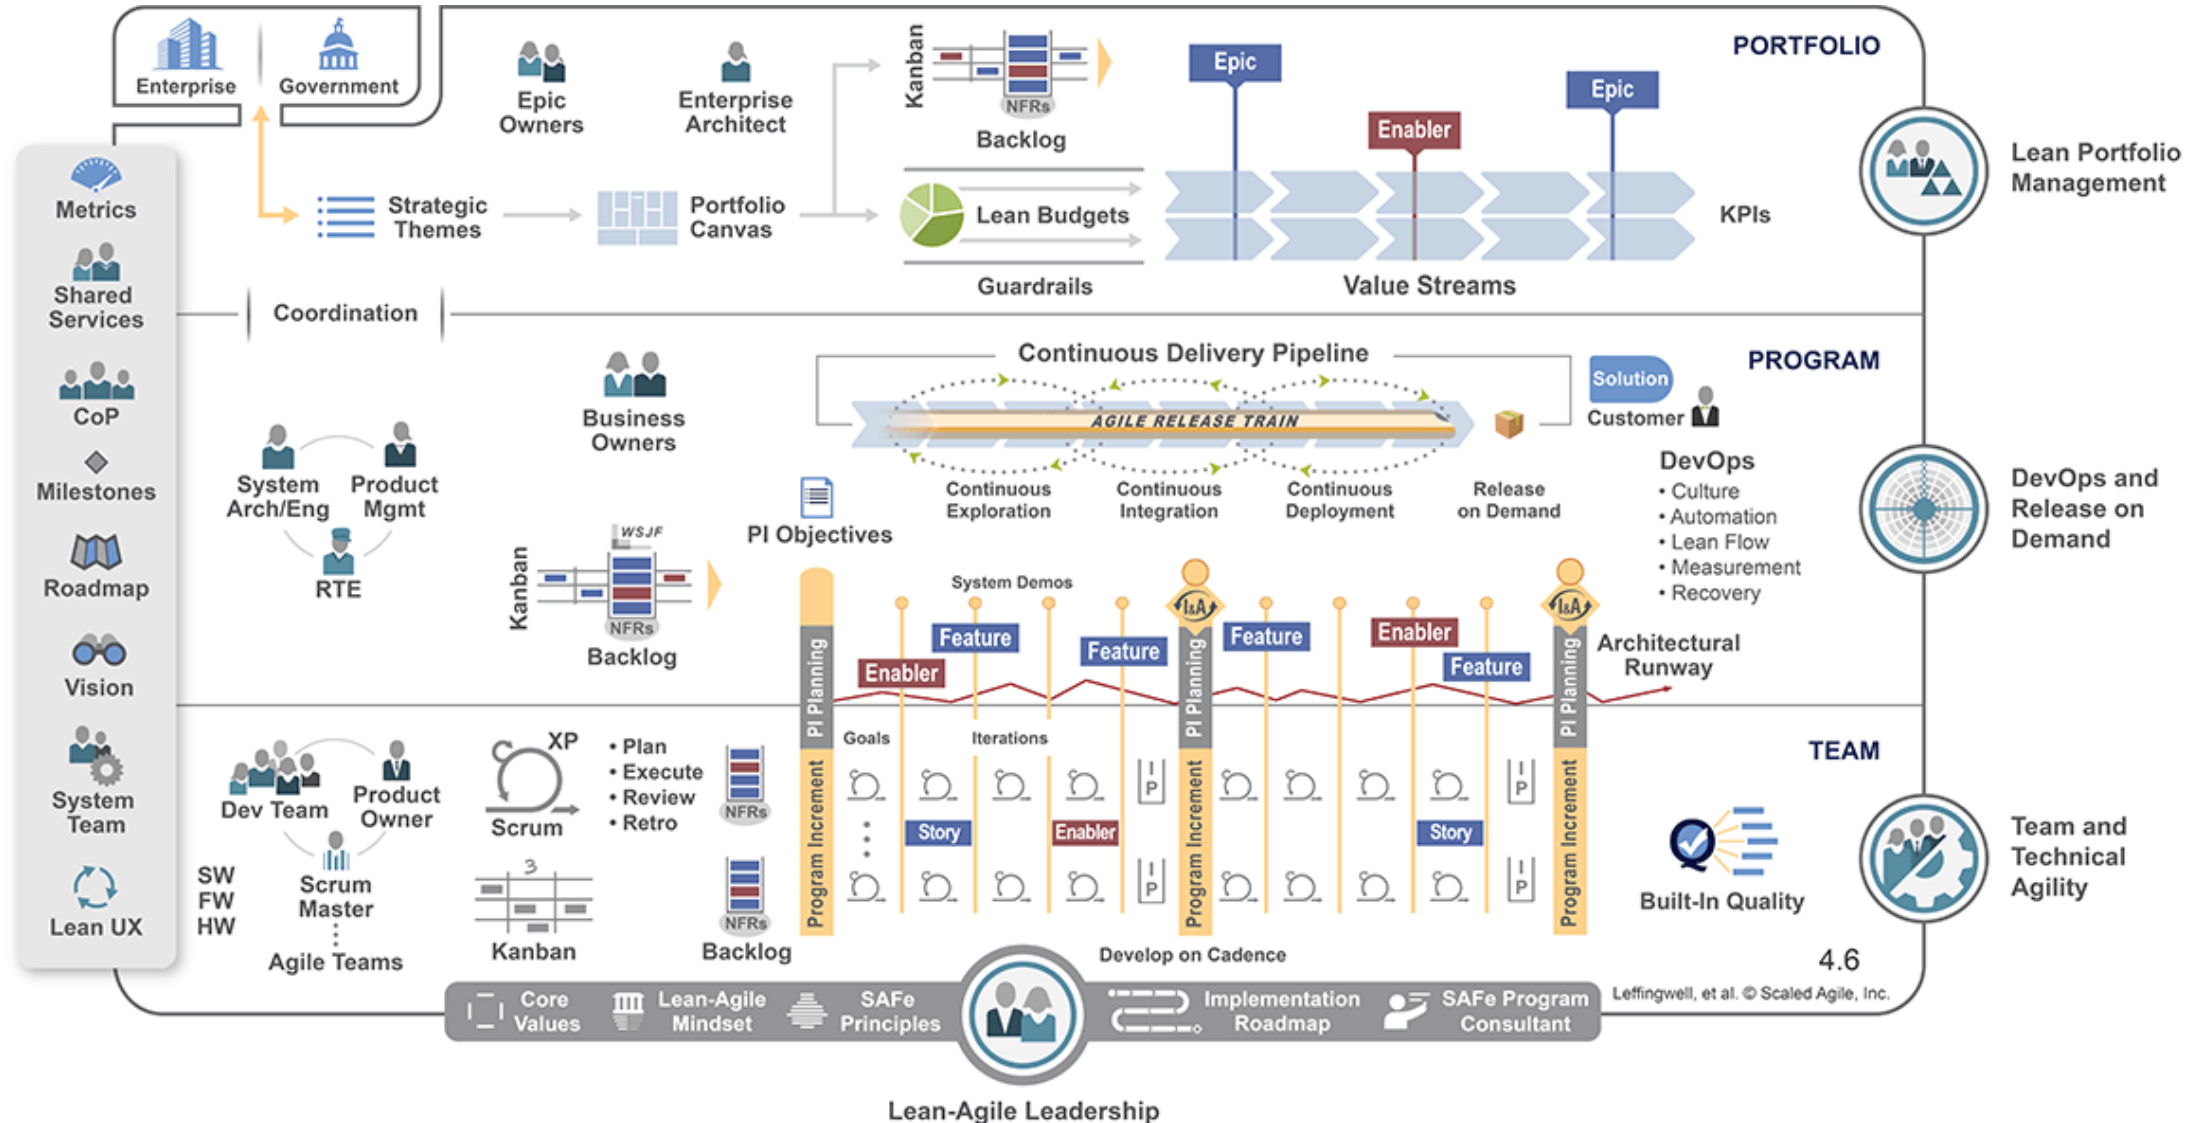 Enterprise
Government
Epic
Owners
Enterprise
Architect
Kanban
NFRs
Backlog
Epic
Enabler
Epic
PORTFOLIO
Lean Portfolio
Management
Strategic
Themes
Portfolio
Canvas
Lean Budgets
Guardrails
Value Streams
KPIs
Metrics
Shared
Services
CoP
Milestones
Roadmap
Vision
System
Team
Lean UX
Coordination
PROGRAM
Business
Owners
System
Arch/Eng
Product
Mgmt
RTE
Continuous Delivery Pipeline
AGILE RELEASE TRAIN
Solution
Customer
Continuous
Exploration
Continuous
Integration
Continuous
Deployment
Release
on Demand
DevOps
• Culture
• Automation
• Lean Flow
• Measurement
• Recovery
DevOps and
Release on
Demand
PI Objectives
Kanban
WSJF
NFRs
Backlog
System Demos
I&A
I&A
Enabler
Feature
Feature
Feature
Enabler
Feature
Architectural
Runway
PI Planning
PI Planning
PI Planning
TEAM
Dev Team
Product
Owner
Scrum
Master
Agile Teams
SW
FW
HW
XP
Scrum
• Plan
• Execute
• Review
• Retro
3
Kanban
NFRs
NFRs
Backlog
Goals
Iterations
Program Increment
Program Increment
Program Increment
I
P
I
P
I
P
I
P
Story
Enabler
Story
Develop on Cadence
Built-In Quality
Team and
Technical
Agility
4.6
Leffingwell, et al. © Scaled Agile, Inc.
Core
Values
Lean-Agile
Mindset
SAFe
Principles
Implementation
Roadmap
SAFe Program
Consultant
Lean-Agile Leadership